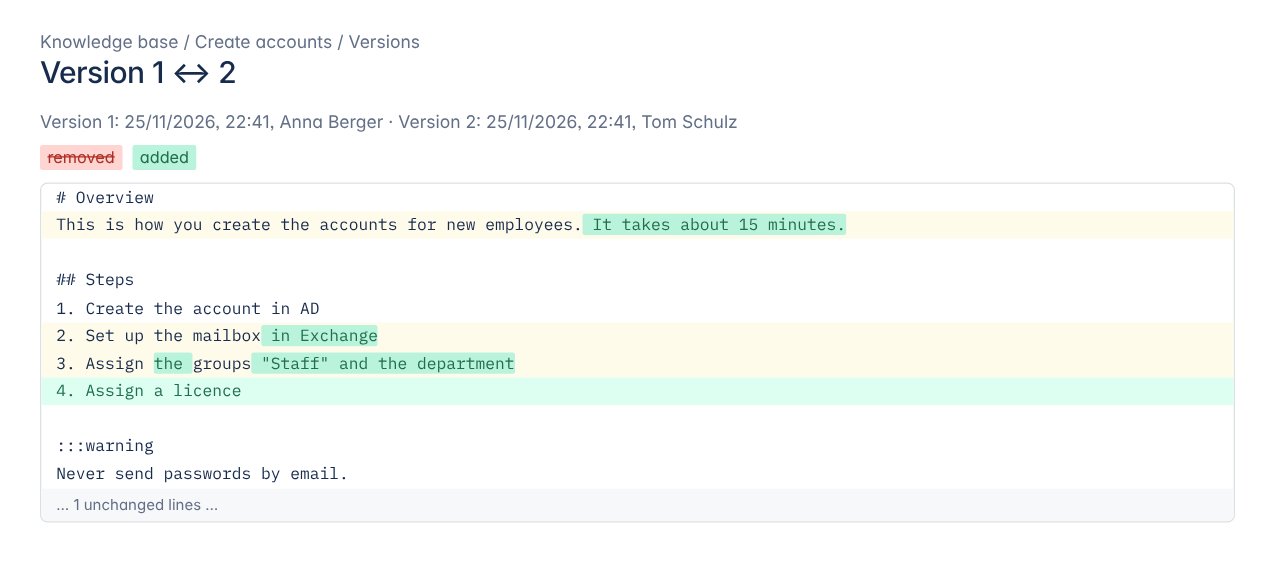 Knowledge base / Create accounts / Versions
Version 1 ↔ 2
Version 1: 25/11/2026, 22:41, Anna Berger · Version 2: 25/11/2026, 22:41, Tom Schulz
removed added
# Overview
This is how you create the accounts for new employees. It takes about 15 minutes.
## Steps
1. Create the account in AD
2. Set up the mailbox in Exchange
3. Assign the groups "Staff" and the department
4. Assign a licence
:::warning
Never send passwords by email.
... 1 unchanged lines ...